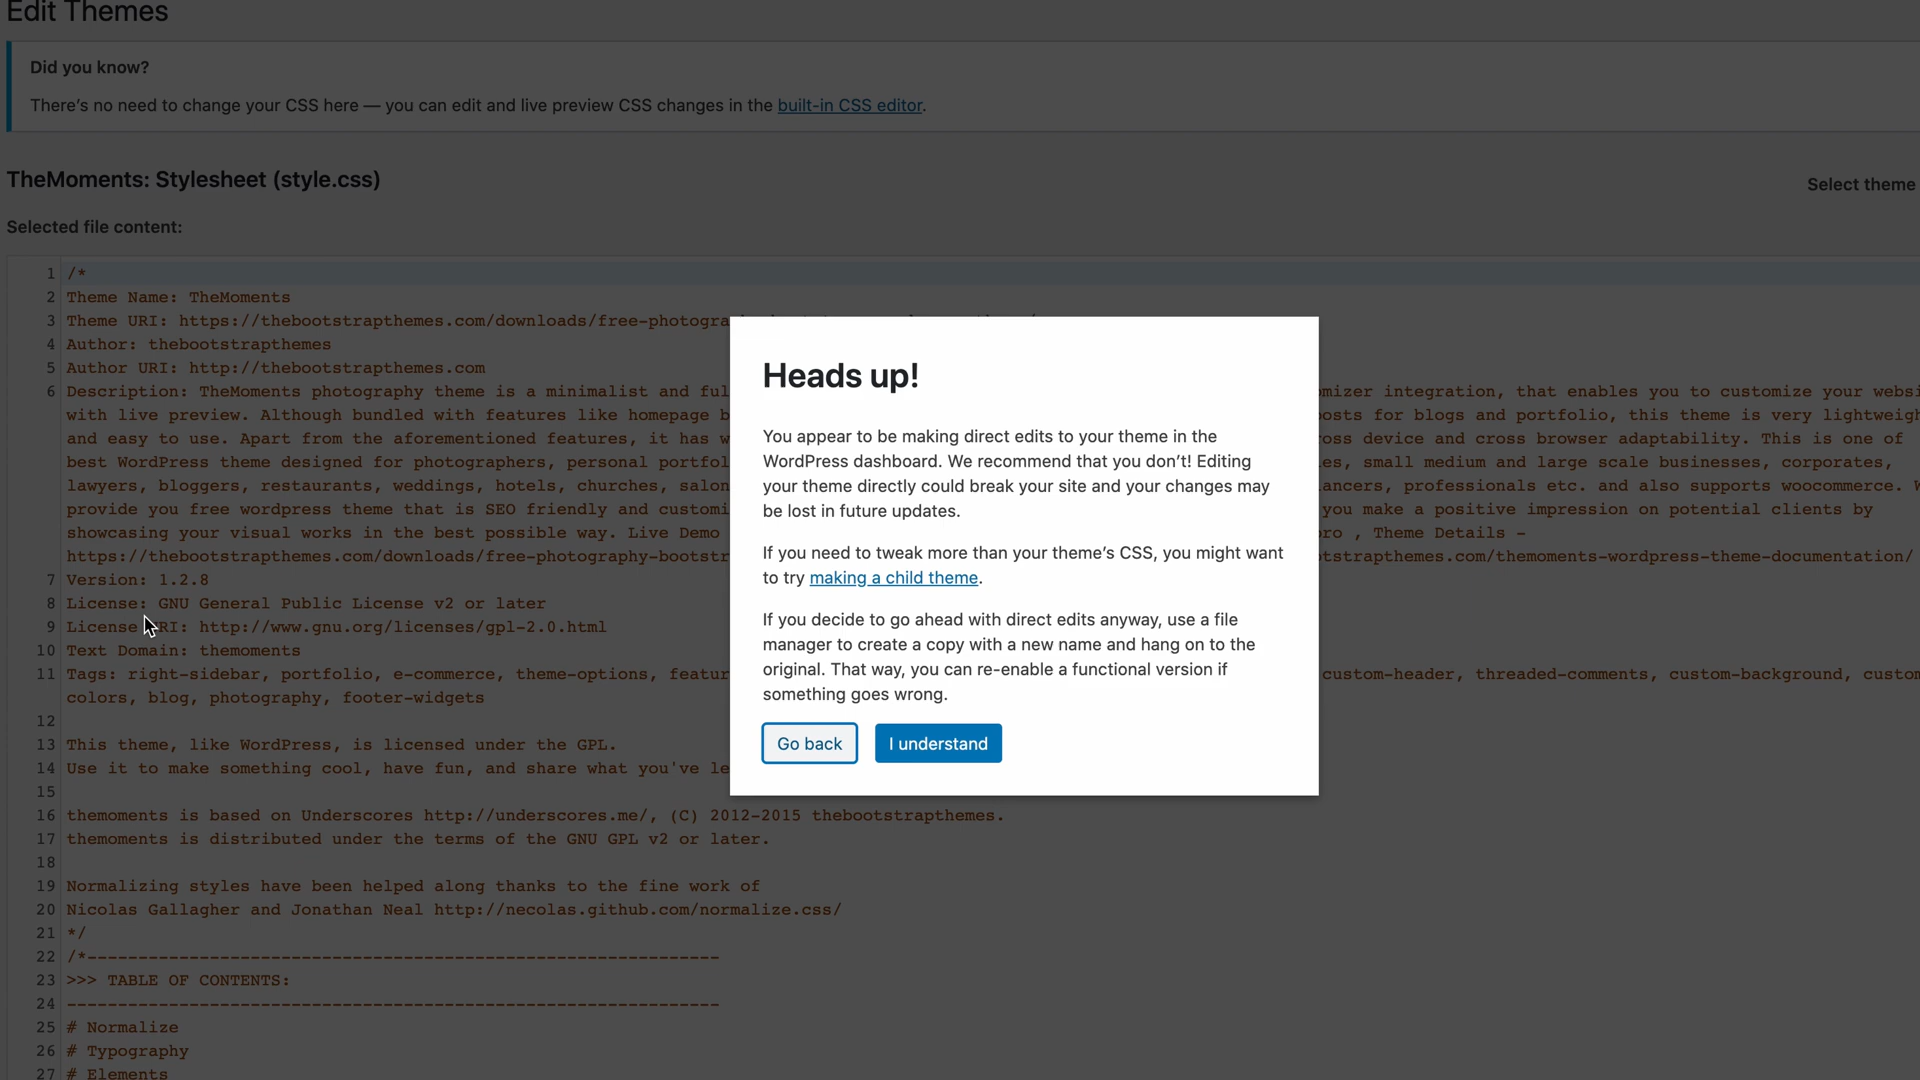 Edit Themes
Did you know?
There's no need to change your CSS here — you can edit and live preview CSS changes in the built-in CSS editor.
TheMoments: Stylesheet (style.css)
Select theme
Selected file content:
1 /*
2 Theme Name: TheMoments
3 Theme URI: https://thebootstrapthemes.com/downloads/free-photogra
4 Author: thebootstrapthemes
5 Author URI: http://thebootstrapthemes.com
6 Description: TheMoments photography theme is a minimalist and ful mizer integration, that enables you to customize your websi
with live preview. Although bundled with features like homepage b osts for blogs and portfolio, this theme is very lightweigh
and easy to use. Apart from the aforementioned features, it has w oss device and cross browser adaptability. This is one of
best WordPress theme designed for photographers, personal portfol es, small medium and large scale businesses, corporates,
lawyers, bloggers, restaurants, weddings, hotels, churches, salon ancers, professionals etc. and also supports woocommerce. W
provide you free wordpress theme that is SEO friendly and customi you make a positive impression on potential clients by
showcasing your visual works in the best possible way. Live Demo ro , Theme Details -
https://thebootstrapthemes.com/downloads/free-photography-bootstr tstrapthemes.com/themoments-wordpress-theme-documentation/
7 Version: 1.2.8
8 License: GNU General Public License v2 or later
9 License URI: http://www.gnu.org/licenses/gpl-2.0.html
10 Text Domain: themoments
11 Tags: right-sidebar, portfolio, e-commerce, theme-options, featur custom-header, threaded-comments, custom-background, custom
colors, blog, photography, footer-widgets
12
13 This theme, like WordPress, is licensed under the GPL.
14 Use it to make something cool, have fun, and share what you've le
15
16 themoments is based on Underscores http://underscores.me/, (C) 2012-2015 thebootstrapthemes.
17 themoments is distributed under the terms of the GNU GPL v2 or later.
18
19 Normalizing styles have been helped along thanks to the fine work of
20 Nicolas Gallagher and Jonathan Neal http://necolas.github.com/normalize.css/
21 */
22 /*--------------------------------------------------------------
23 >>> TABLE OF CONTENTS:
24 ----------------------------------------------------------------
25 # Normalize
26 # Typography
27 # Elements
Heads up!
You appear to be making direct edits to your theme in the
WordPress dashboard. We recommend that you don't! Editing
your theme directly could break your site and your changes may
be lost in future updates.
If you need to tweak more than your theme's CSS, you might want
to try making a child theme.
If you decide to go ahead with direct edits anyway, use a file
manager to create a copy with a new name and hang on to the
original. That way, you can re-enable a functional version if
something goes wrong.
Go back
I understand